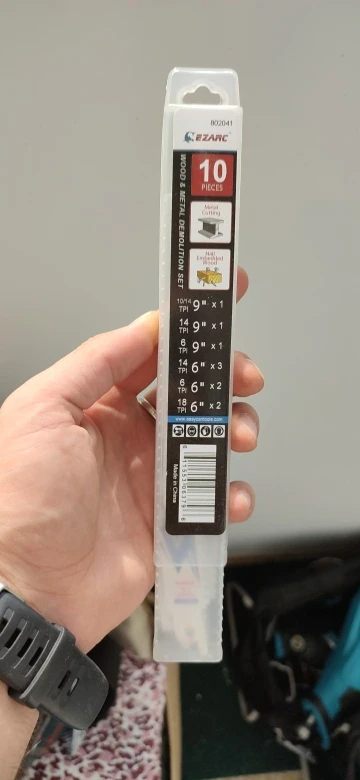 802041
EZARC
WOOD & METAL DEMOLITION SET
10
PIECES
Metal
Cutting
Nail
Embedded
Wood
10/14 TPI 9" x 1
14 TPI 9" x 1
6 TPI 9" x 1
14 TPI 6" x 3
6 TPI 6" x 2
18 TPI 6" x 2
Made in China